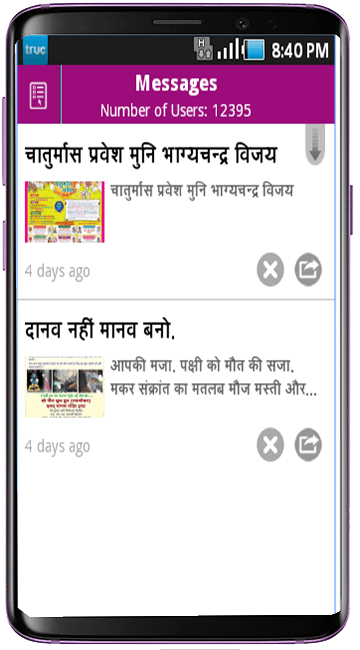 true
H
8:40 PM
Messages
Number of Users: 12395
चातुर्मास प्रवेश मुनि भाग्यचन्द्र विजय
चातुर्मास प्रवेश मुनि भाग्यचन्द्र विजय
4 days ago
दानव नहीं मानव बनो.
आपकी मजा. पक्षी को मौत की सजा.
मकर संक्रांत का मतलब मौज मस्ती और...
4 days ago